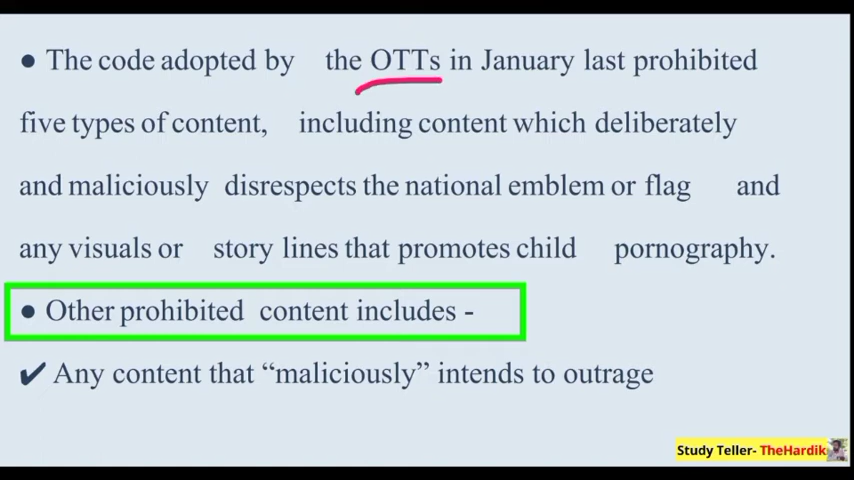 ● The code adopted by the OTTs in January last prohibited
five types of content, including content which deliberately
and maliciously disrespects the national emblem or flag and
any visuals or story lines that promotes child pornography.
● Other prohibited content includes -
✔ Any content that “maliciously” intends to outrage
Study Teller- TheHardik